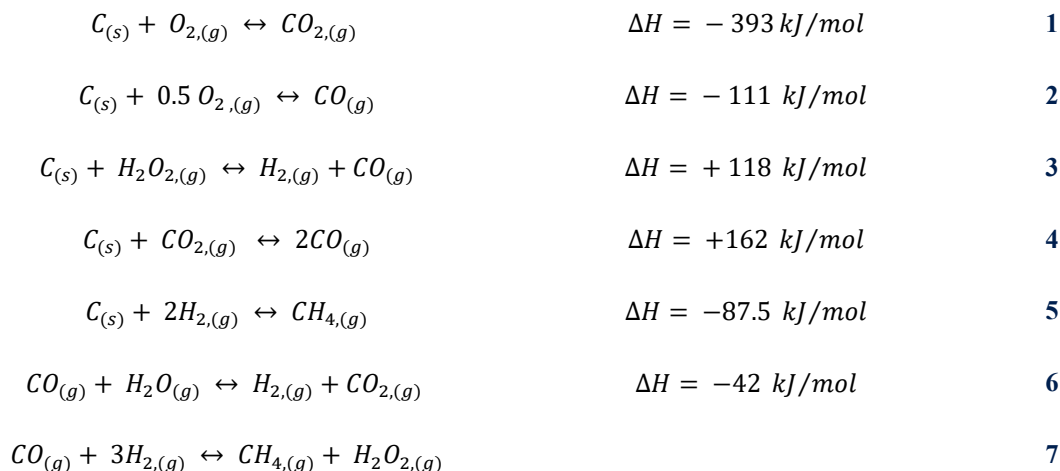 C(s) + O2,(g) ↔ CO2,(g) ΔH = − 393 kJ/mol 1
C(s) + 0.5 O2 ,(g) ↔ CO(g) ΔH = − 111 kJ/mol 2
C(s) + H2O2,(g) ↔ H2,(g) + CO(g) ΔH = + 118 kJ/mol 3
C(s) + CO2,(g) ↔ 2CO(g) ΔH = +162 kJ/mol 4
C(s) + 2H2,(g) ↔ CH4,(g) ΔH = −87.5 kJ/mol 5
CO(g) + H2O(g) ↔ H2,(g) + CO2,(g) ΔH = −42 kJ/mol 6
CO(g) + 3H2,(g) ↔ CH4,(g) + H2O2,(g) 7